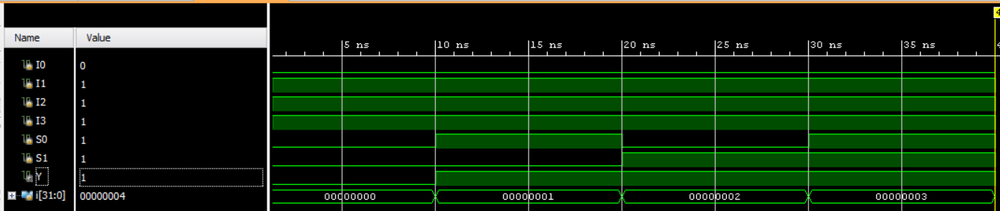 4
Name Value 5 ns 10 ns 15 ns 20 ns 25 ns 30 ns 35 ns 4
I0 0
I1 1
I2 1
I3 1
S0 1
S1 1
Y 1
i[31:0] 00000004 00000000 00000001 00000002 00000003